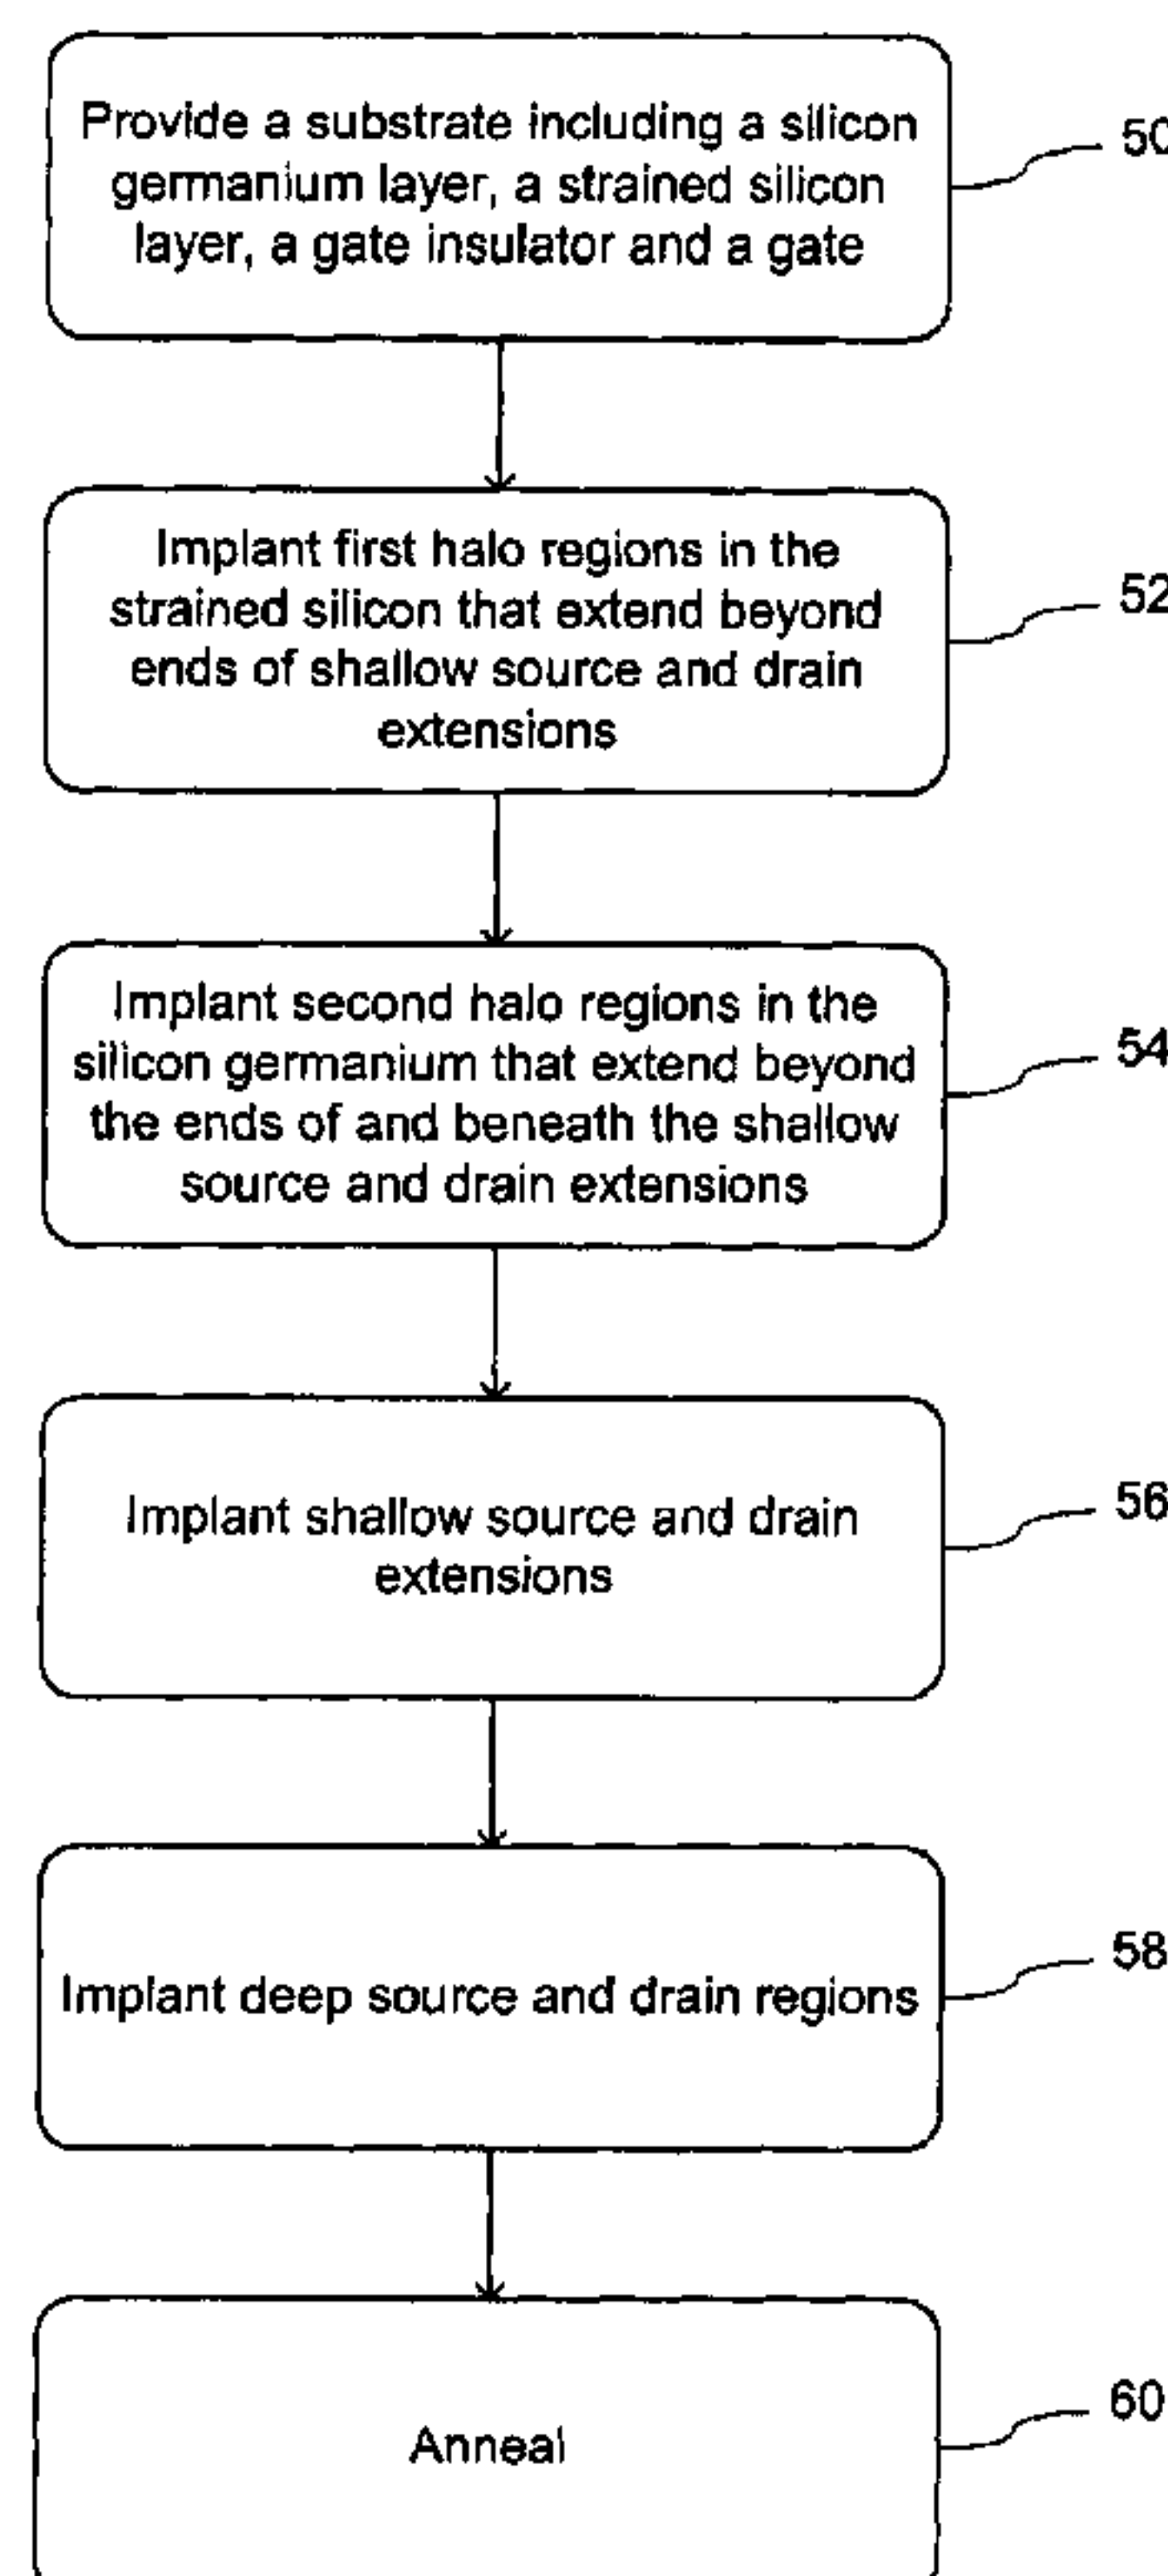 Provide a substrate including a silicon
germanium layer, a strained silicon
layer, a gate insulator and a gate
50
Implant first halo regions in the
strained silicon that extend beyond
ends of shallow source and drain
extensions
52
Implant second halo regions in the
silicon germanium that extend beyond
the ends of and beneath the shallow
source and drain extensions
54
Implant shallow source and drain
extensions
56
Implant deep source and drain regions
58
Anneal
60